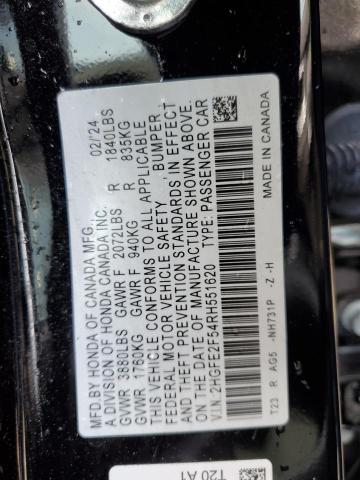 MFD BY HONDA OF CANADA MFG. 02/'24
A DIVISION OF HONDA CANADA INC.
GVWR 3880LBS GAWR F 2072LBS R 1840LBS
GVWR 1760KG GAWR F 940KG R 835KG
THIS VEHICLE CONFORMS TO ALL APPLICABLE
FEDERAL MOTOR VEHICLE SAFETY, BUMPER,
AND THEFT PREVENTION STANDARDS IN EFFECT
ON THE DATE OF MANUFACTURE SHOWN ABOVE.
V.I.N. 2HGFE2F54RH551620 TYPE: PASSENGER CAR
T23 R AG5 -NH731P -Z -H MADE IN CANADA
T20 A1